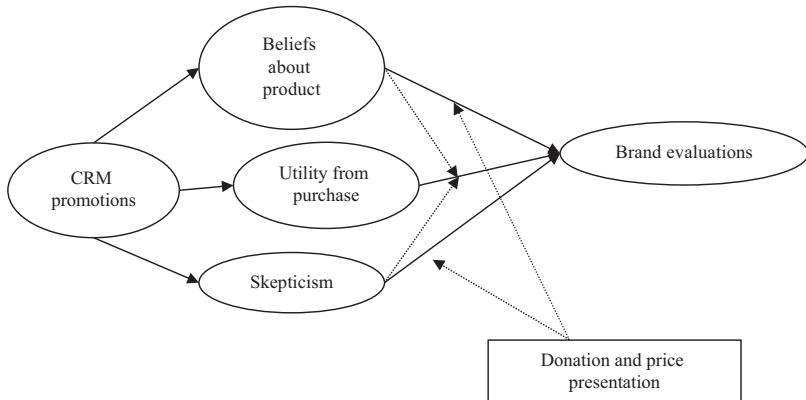 Beliefs
about
product
CRM
promotions
Utility from
purchase
Brand evaluations
Skepticism
Donation and price
presentation